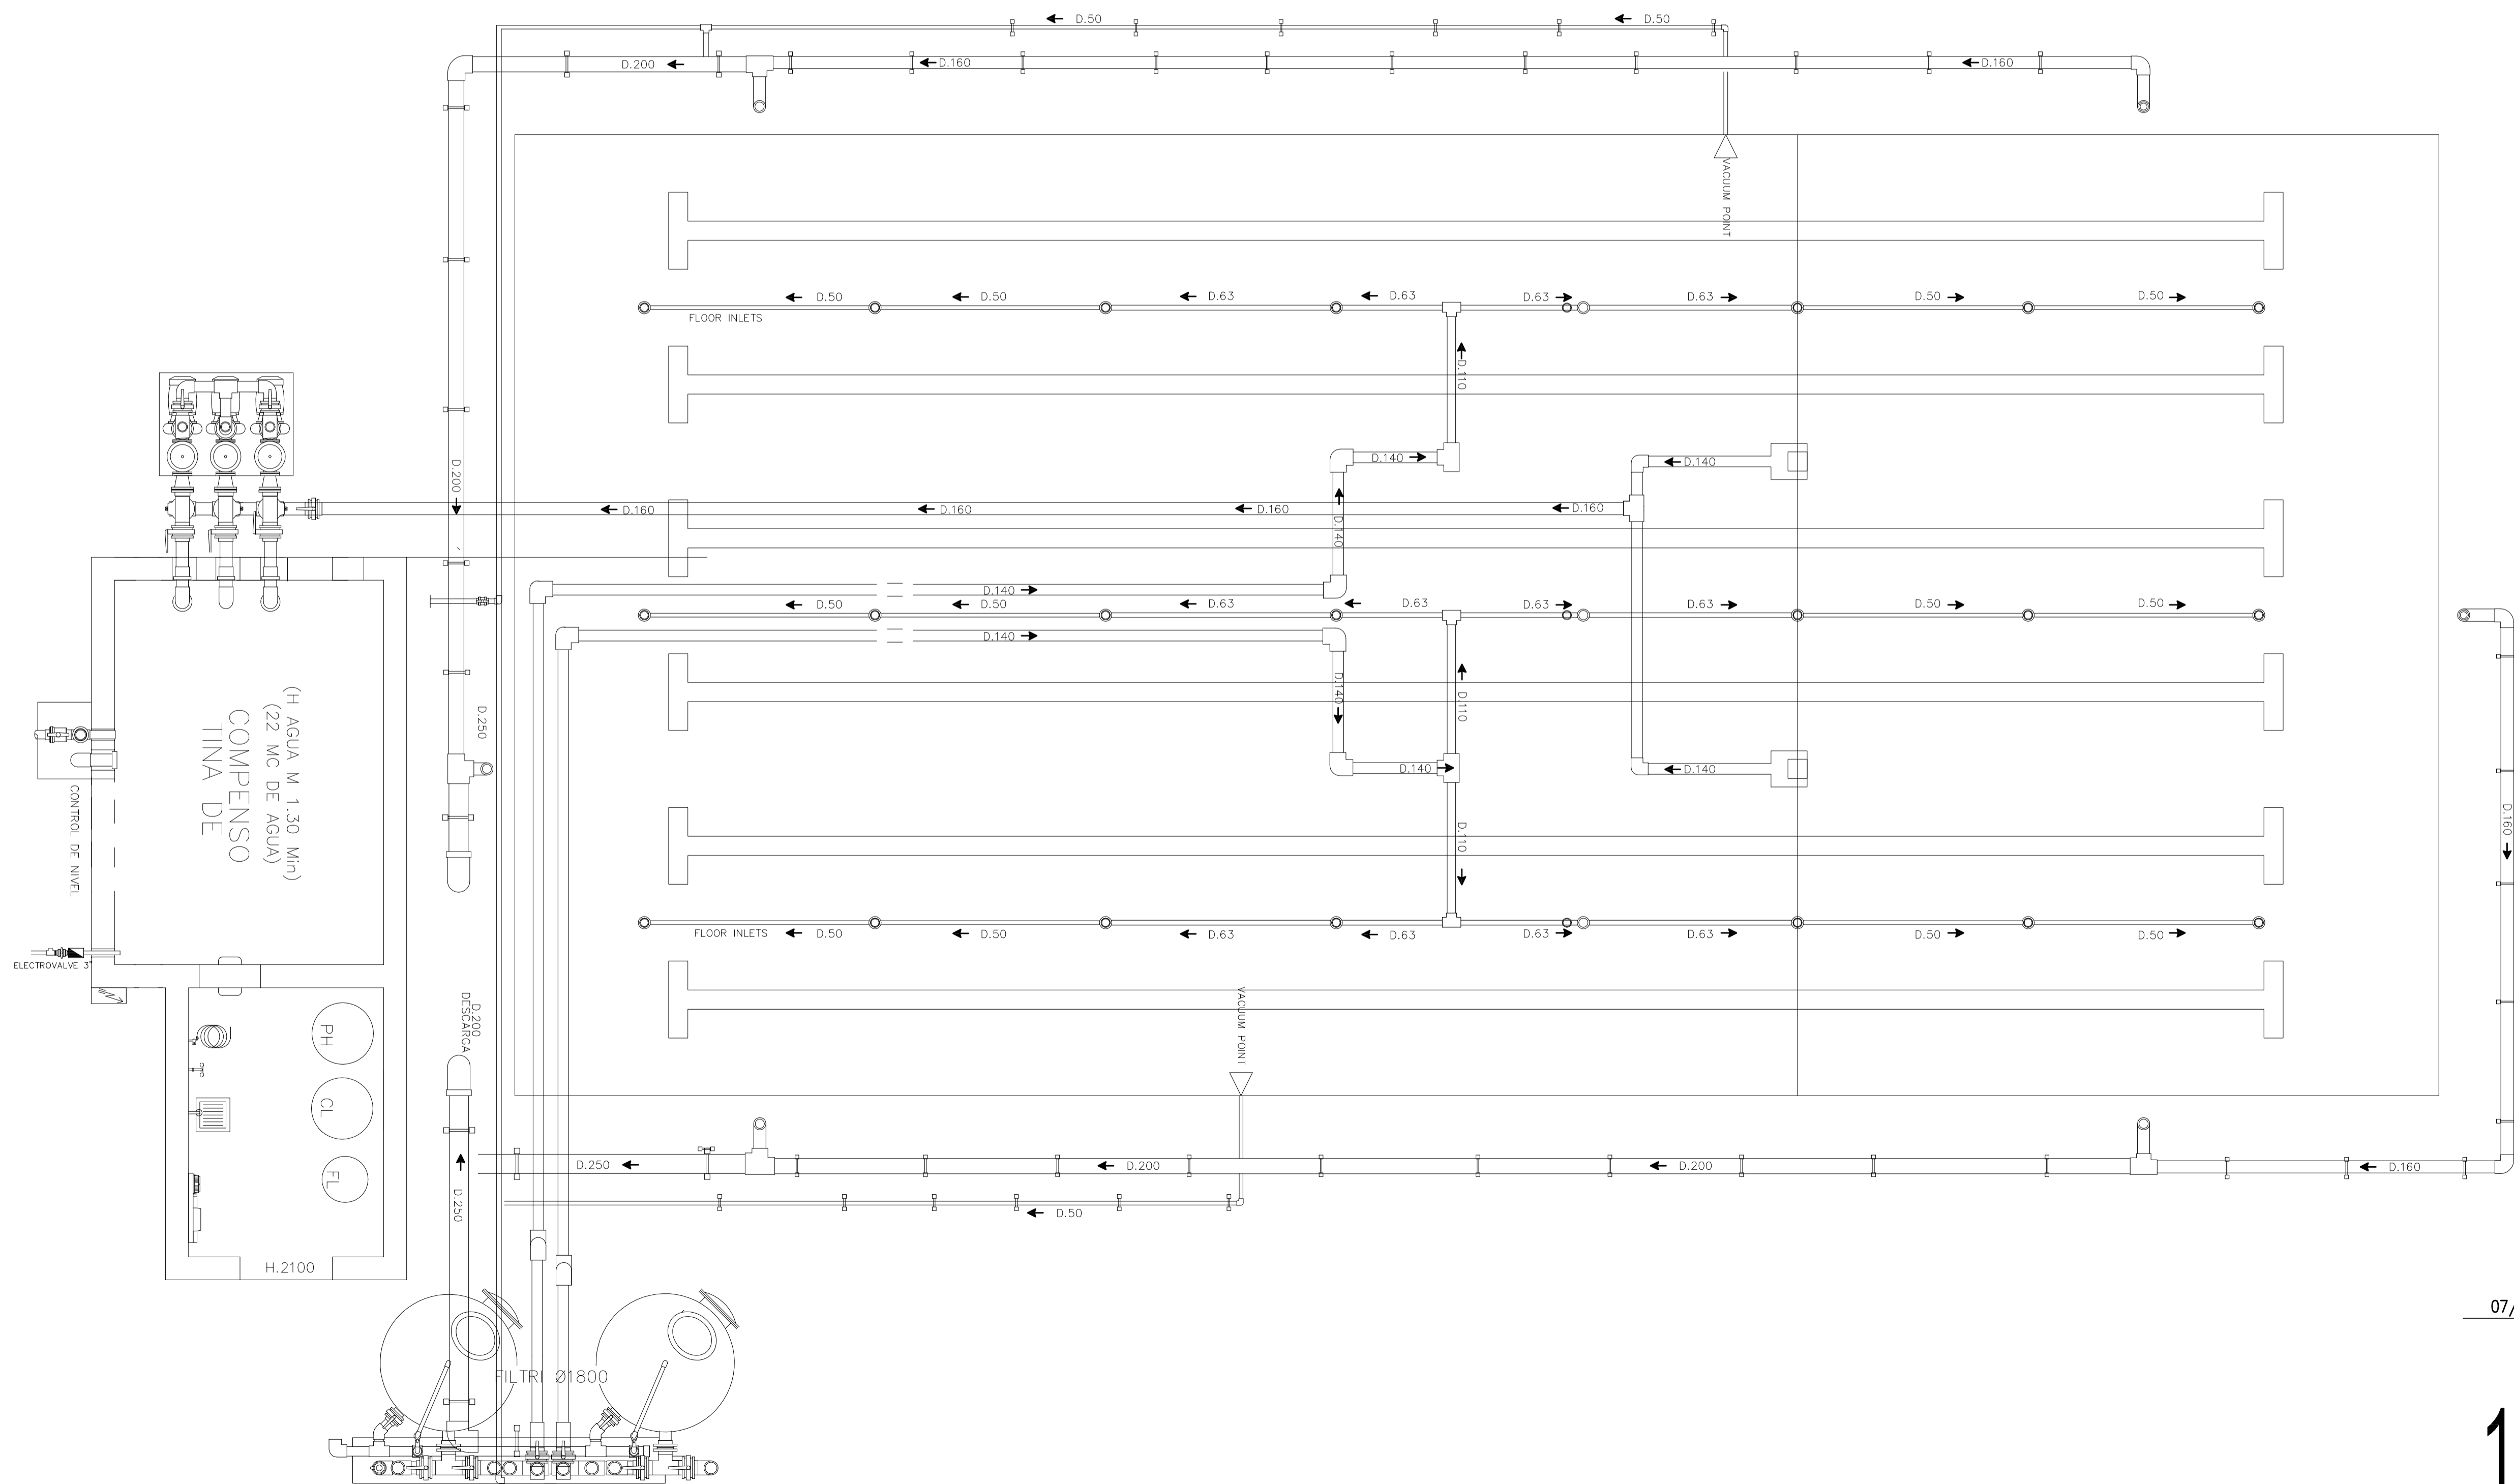 D.50
D.50
D.200
D.160
D.160
VACUUM POINT
D.50
D.50
D.63
D.63
D.63
D.63
D.50
D.50
FLOOR INLETS
D.110
D.140
D.140
D.200
D.160
D.160
D.160
D.160
D.140
D.140
D.50
D.50
D.63
D.63
D.63
D.63
D.50
D.50
D.140
D.140
D.110
D.250
D.140
D.140
D.160
D.110
TINA DE
COMPENSO
(22 MC DE AGUA)
(H AGUA M 1.30 Min)
CONTROL DE NIVEL
ELECTROVALVE 3"
FLOOR INLETS
D.50
D.50
D.63
D.63
D.63
D.63
D.50
D.50
D.200
DESCARGA
VACUUM POINT
PH
CL
FL
D.250
D.200
D.200
D.160
D.250
D.50
H.2100
07/
FILTRI Ø1800
1